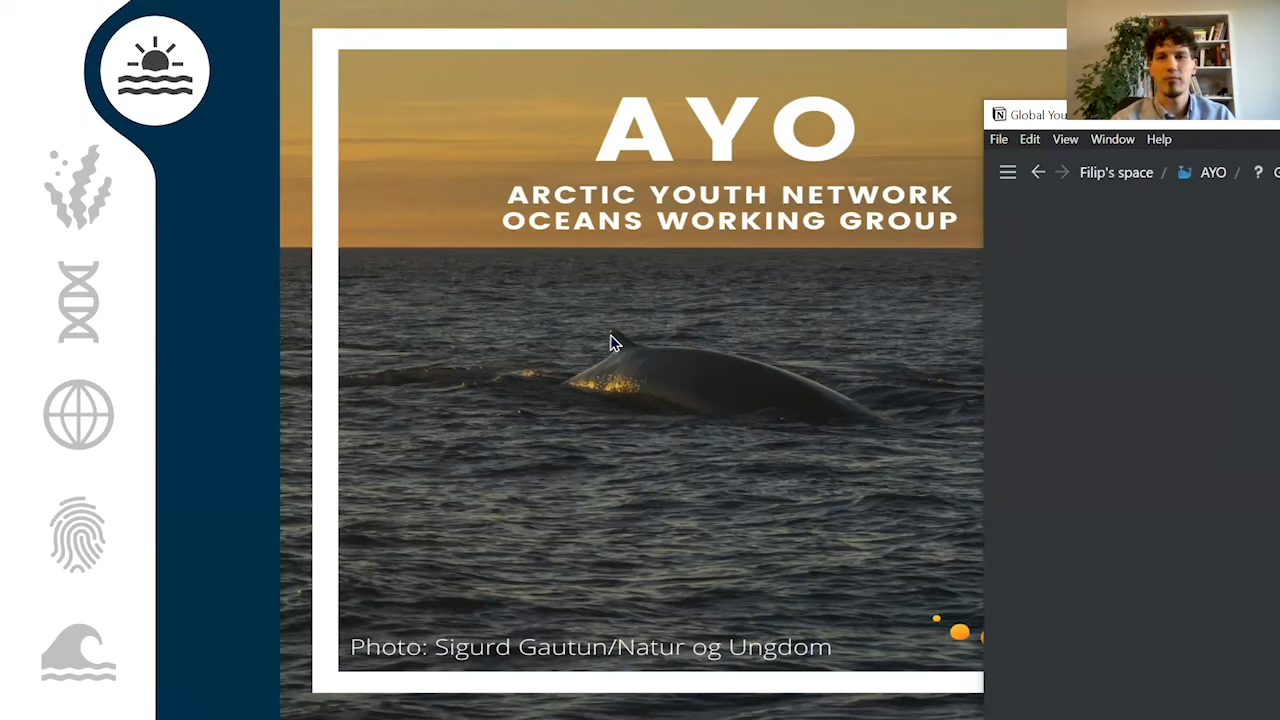 AYO
ARCTIC YOUTH NETWORK
OCEANS WORKING GROUP
Photo: Sigurd Gautun/Natur og Ungdom
Global You
File Edit View Window Help
Filip's space / AYO / ? G